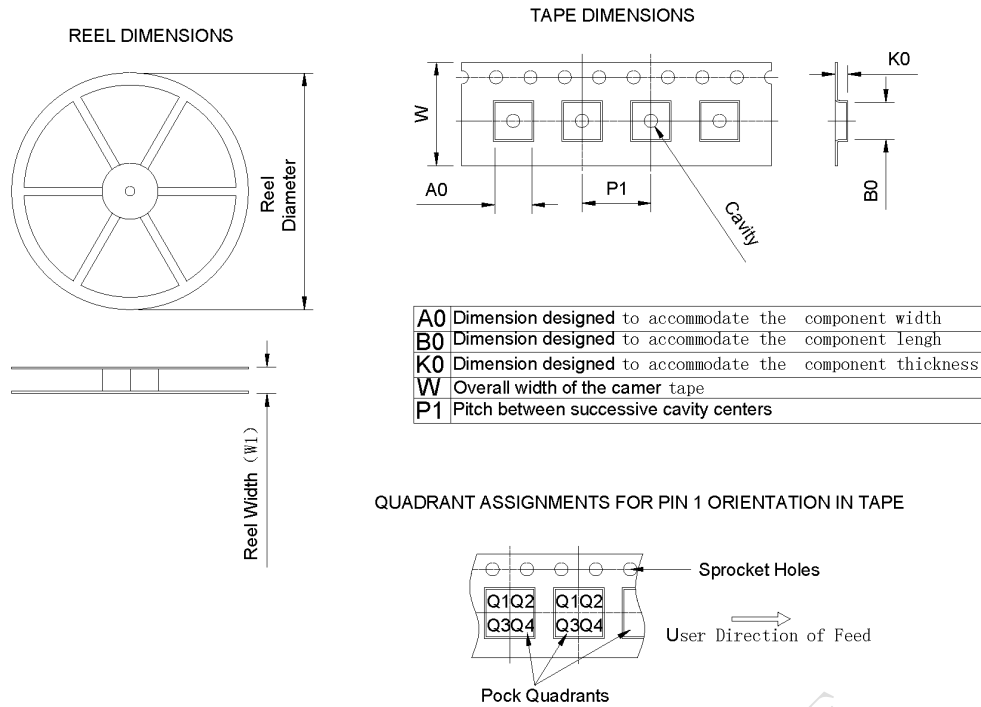 TAPE DIMENSIONS
REEL DIMENSIONS
K0
W
A0
P1
B0
Cavity
Reel
Diameter
A0 Dimension designed to accommodate the component width
B0 Dimension designed to accommodate the component lengh
K0 Dimension designed to accommodate the component thickness
W Overall width of the camer tape
P1 Pitch between successive cavity centers
Reel Width (W1)
QUADRANT ASSIGNMENTS FOR PIN 1 ORIENTATION IN TAPE
Sprocket Holes
Q1Q2 Q1Q2
Q3Q4 Q3Q4
User Direction of Feed
Pock Quadrants